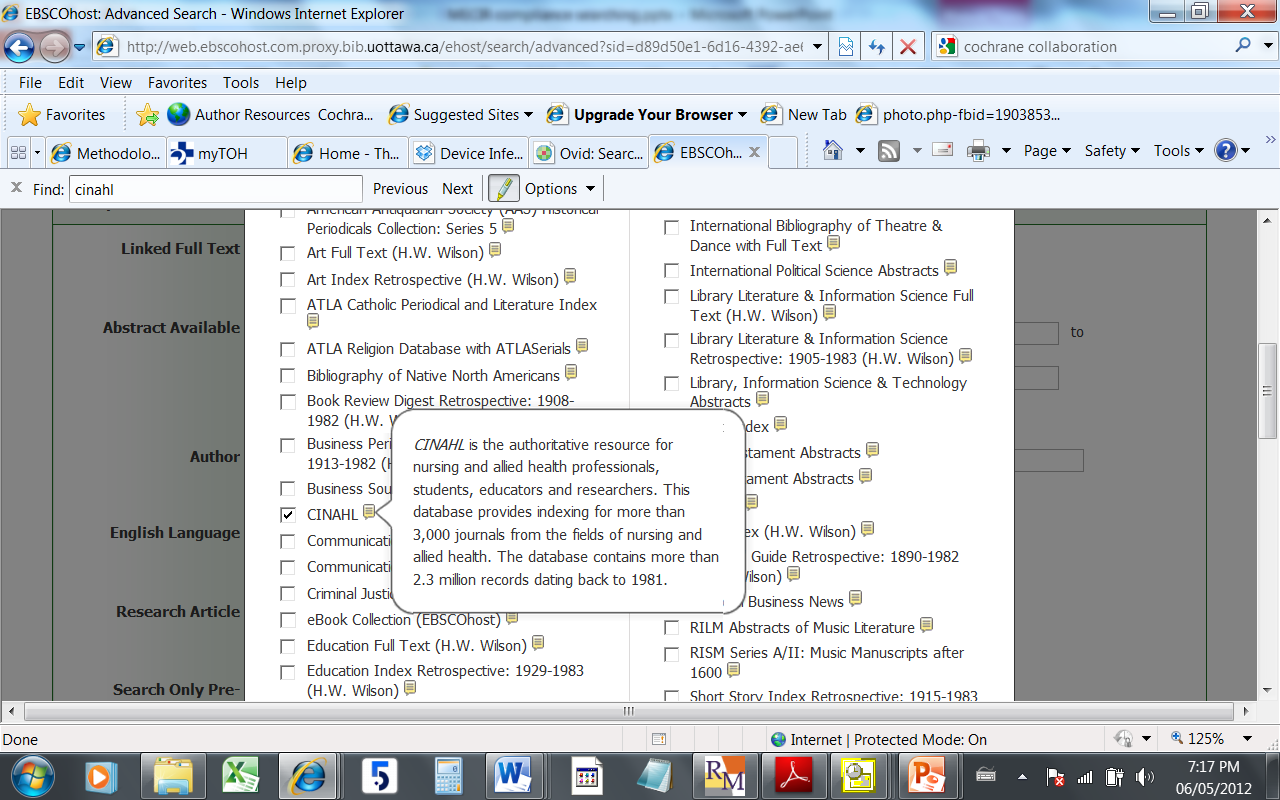 EBSCOhost: Advanced Search - Windows Internet Explorer
http://web.ebscohost.com.proxy.bib.uottawa.ca/ehost/search/advanced?sid=d89d50e1-6d16-4392-ae6
cochrane collaboration
File Edit View Favorites Tools Help
Favorites Author Resources Cochra... Suggested Sites Upgrade Your Browser New Tab photo.php-fbid=1903853...
Methodolo... myTOH Home - Th... Device Infe... Ovid: Searc... EBSCOh... X Page Safety Tools »
X Find: cinahl Previous Next Options
Linked Full Text
Abstract Available
to
Author
English Language
Research Article
Search Only Pre-
American Antiquarian Society (AAS) Historical
Periodicals Collection: Series 5
Art Full Text (H.W. Wilson)
Art Index Retrospective (H.W. Wilson)
ATLA Catholic Periodical and Literature Index
ATLA Religion Database with ATLASerials
Bibliography of Native North Americans
Book Review Digest Retrospective: 1908-
1982 (H.W. W
Business Peri
1913-1982 (H
Business Sou
CINAHL
Communicati
Communicati
Criminal Justi
eBook Collection (EBSCOhost)
Education Full Text (H.W. Wilson)
Education Index Retrospective: 1929-1983
(H.W. Wilson)
CINAHL is the authoritative resource for
nursing and allied health professionals,
students, educators and researchers. This
database provides indexing for more than
3,000 journals from the fields of nursing and
allied health. The database contains more than
2.3 million records dating back to 1981.
International Bibliography of Theatre &
Dance with Full Text
International Political Science Abstracts
Library Literature & Information Science Full
Text (H.W. Wilson)
Library Literature & Information Science
Retrospective: 1905-1983 (H.W. Wilson)
Library, Information Science & Technology
Abstracts
dex
stament Abstracts
tament Abstracts
ex (H.W. Wilson)
Guide Retrospective: 1890-1982
ilson)
Business News
RILM Abstracts of Music Literature
RISM Series A/II: Music Manuscripts after
1600
Short Story Index Retrospective: 1915-1983
Done Internet | Protected Mode: On 125%
5 W RM P
7:17 PM
06/05/2012